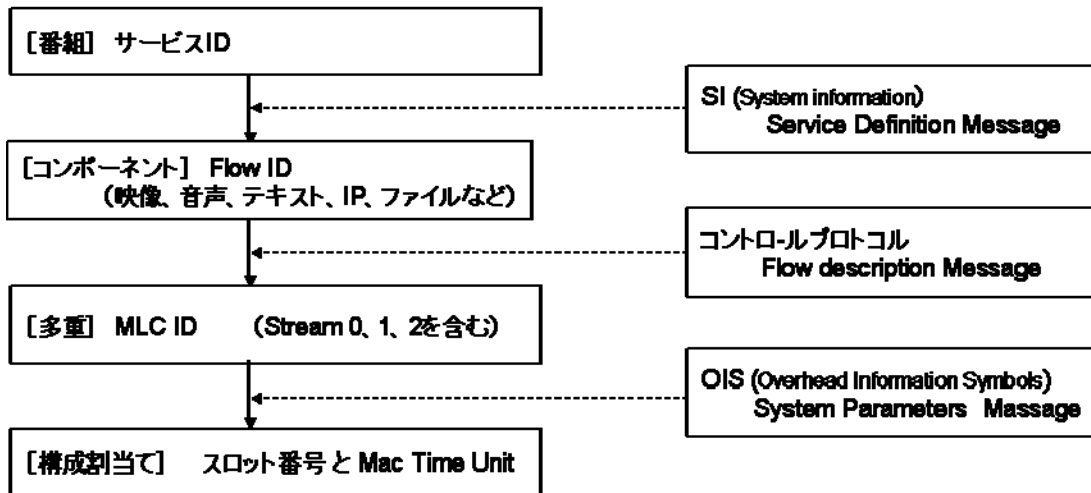 [番組] サービスID
SI (System information)
Service Definition Message
[コンポーネント] Flow ID
(映像、音声、テキスト、IP、ファイルなど)
コントロールプロトコル
Flow description Message
[多重] MLC ID (Stream 0、1、2を含む)
OIS (Overhead Information Symbols)
System Parameters Massage
[構成割当て] スロット番号と Mac Time Unit